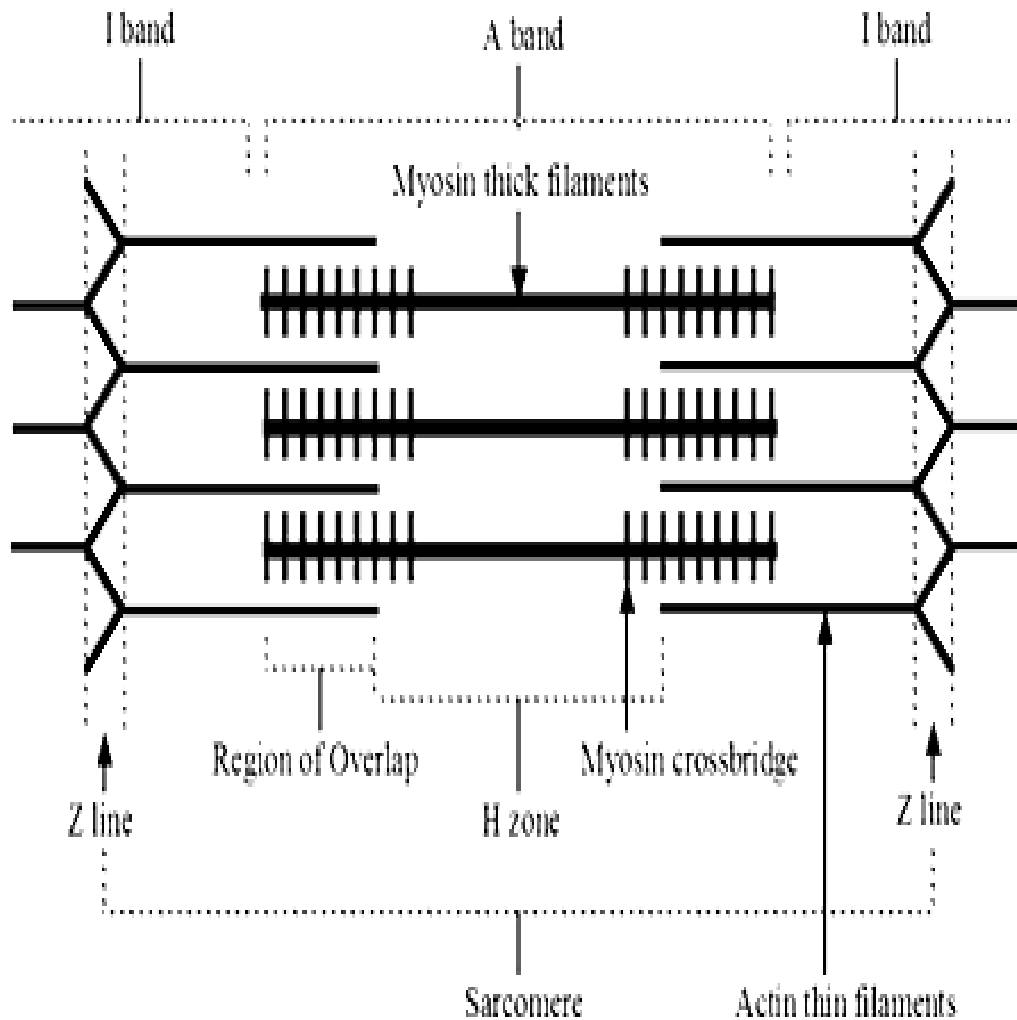 I band
A band
I band
Myosin thick filaments
Region of Overlap
Myosin crossbridge
Z line
H zone
Z line
Sarcomere
Actin thin filaments